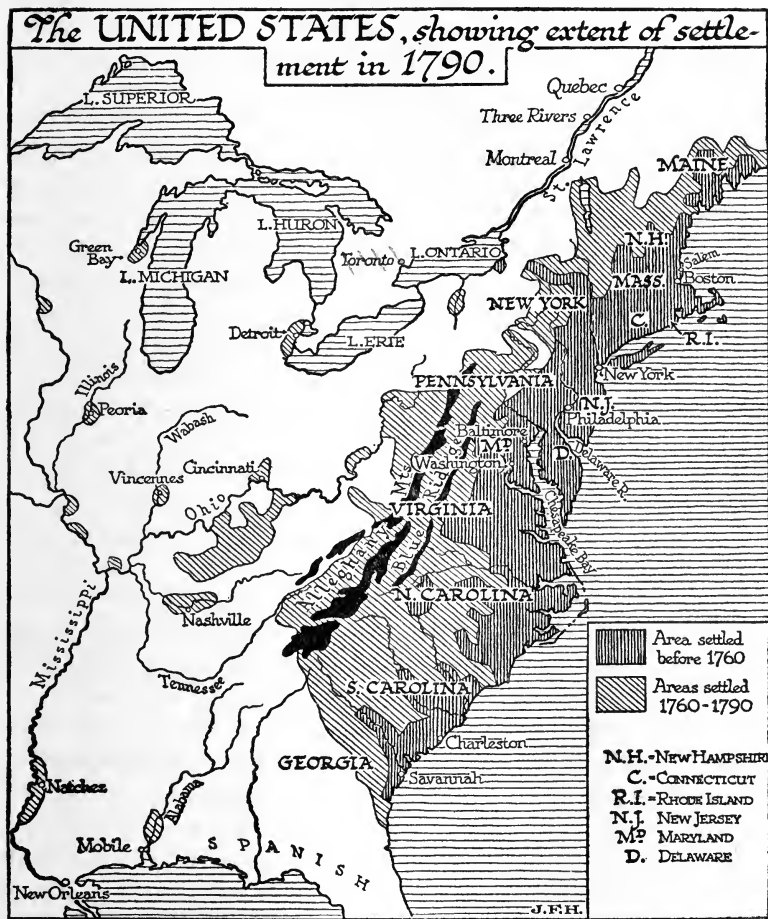 The UNITED STATES, showing extent of settle-
ment in 1790.
L. SUPERIOR
Quebec
Three Rivers
Montreal
St. Lawrence
MAINE
L. HURON
N.H.
Green
Bay
Toronto
L. ONTARIO
Salem
Boston
L. MICHIGAN
MASS.
NEW YORK
C.
R.I.
Detroit
L. ERIE
New York
Illinois
PENNSYLVANIA
N.J.
Philadelphia
Peoria
Wabash
Baltimore
MD
D.
Delaware R.
Cincinnati
Washington
Vincennes
Ohio
VIRGINIA
Alleghany Mts
Blue Ridge
Chesapeake Bay
N. CAROLINA
Nashville
Mississippi
Tennessee
S. CAROLINA
Charleston
GEORGIA
Savannah
Natchez
Alabama
Mobile
SPANISH
New Orleans
Area settled
before 1760
Areas settled
1760-1790
N.H.=NEW HAMPSHIRE
C.=CONNECTICUT
R.I.=RHODE ISLAND
N.J. NEW JERSEY
MD MARYLAND
D. DELAWARE
J.F.H.